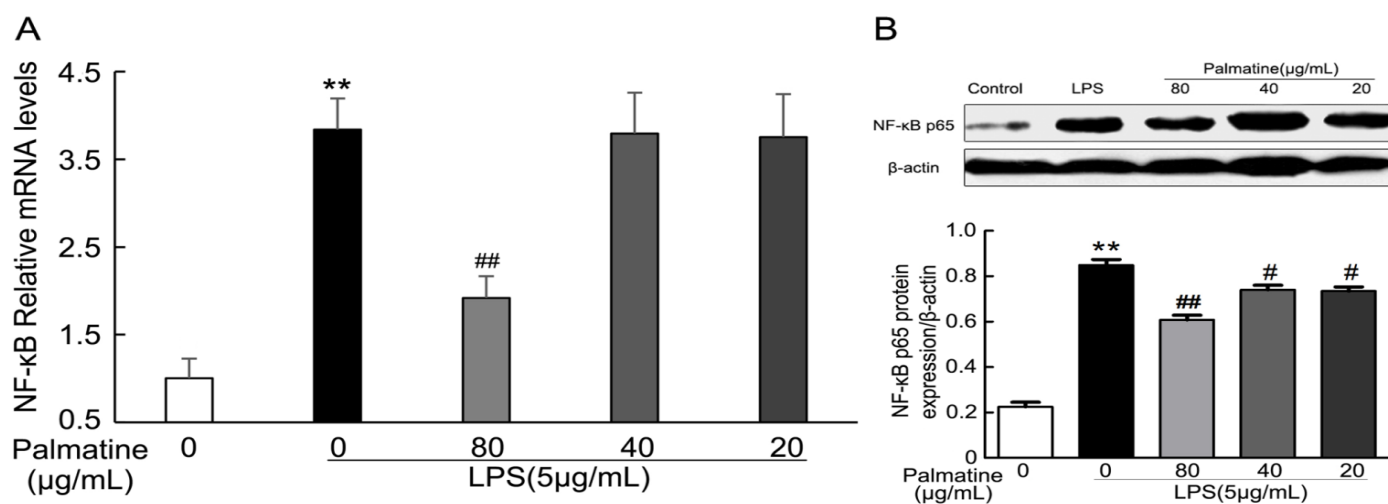 A
NF-κB Relative mRNA levels
4.5
3.5
2.5
1.5
0.5
**
##
Palmatine
(μg/mL)
0
0
80
40
20
LPS(5μg/mL)
B
Palmatine(μg/mL)
Control
LPS
80
40
20
NF-κB p65
β-actin
NF-κB p65 protein
expression/β-actin
1.0
0.8
0.6
0.4
0.2
0
**
##
#
#
Palmatine
(μg/mL)
0
0
80
40
20
LPS(5μg/mL)